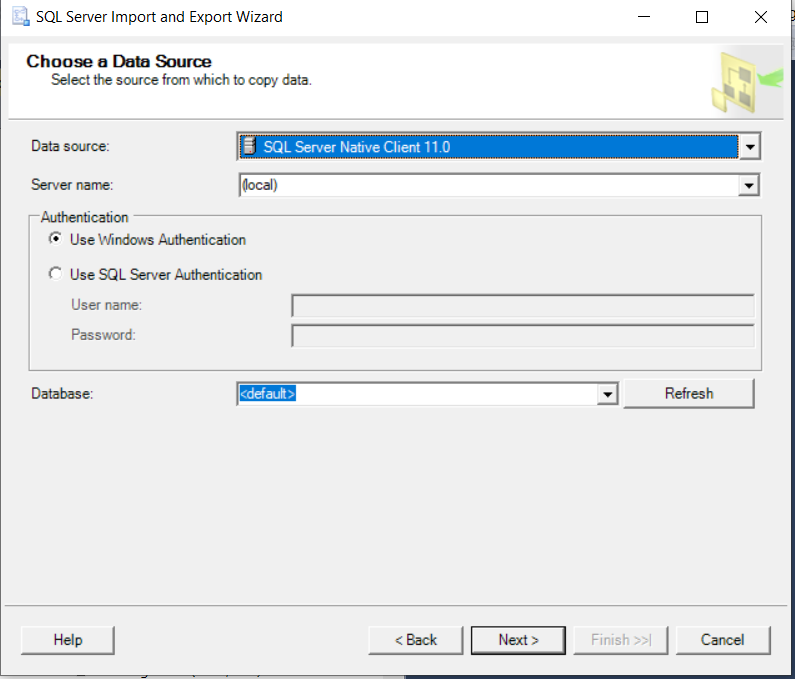 SQL Server Import and Export Wizard
Choose a Data Source
Select the source from which to copy data.
Data source: SQL Server Native Client 11.0
Server name: (local)
Authentication
Use Windows Authentication
Use SQL Server Authentication
User name:
Password:
Database: <default> Refresh
Help < Back Next > Finish >>| Cancel